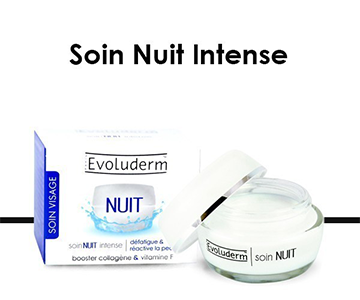 Soin Nuit Intense
SOIN VISAGE
Evoluderm
NUIT
soin NUIT intense
défatigue &
réactive la peau
booster collagène & vitamine
Evoluderm
soin NUIT